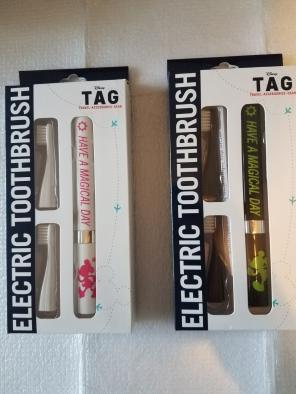 Disney
TAG
TRAVEL·ACCESSORIES·GEAR
ELECTRIC TOOTHBRUSH
HAVE A MAGICAL DAY
Disney
TAG
TRAVEL·ACCESSORIES·GEAR
ELECTRIC TOOTHBRUSH
HAVE A MAGICAL DAY